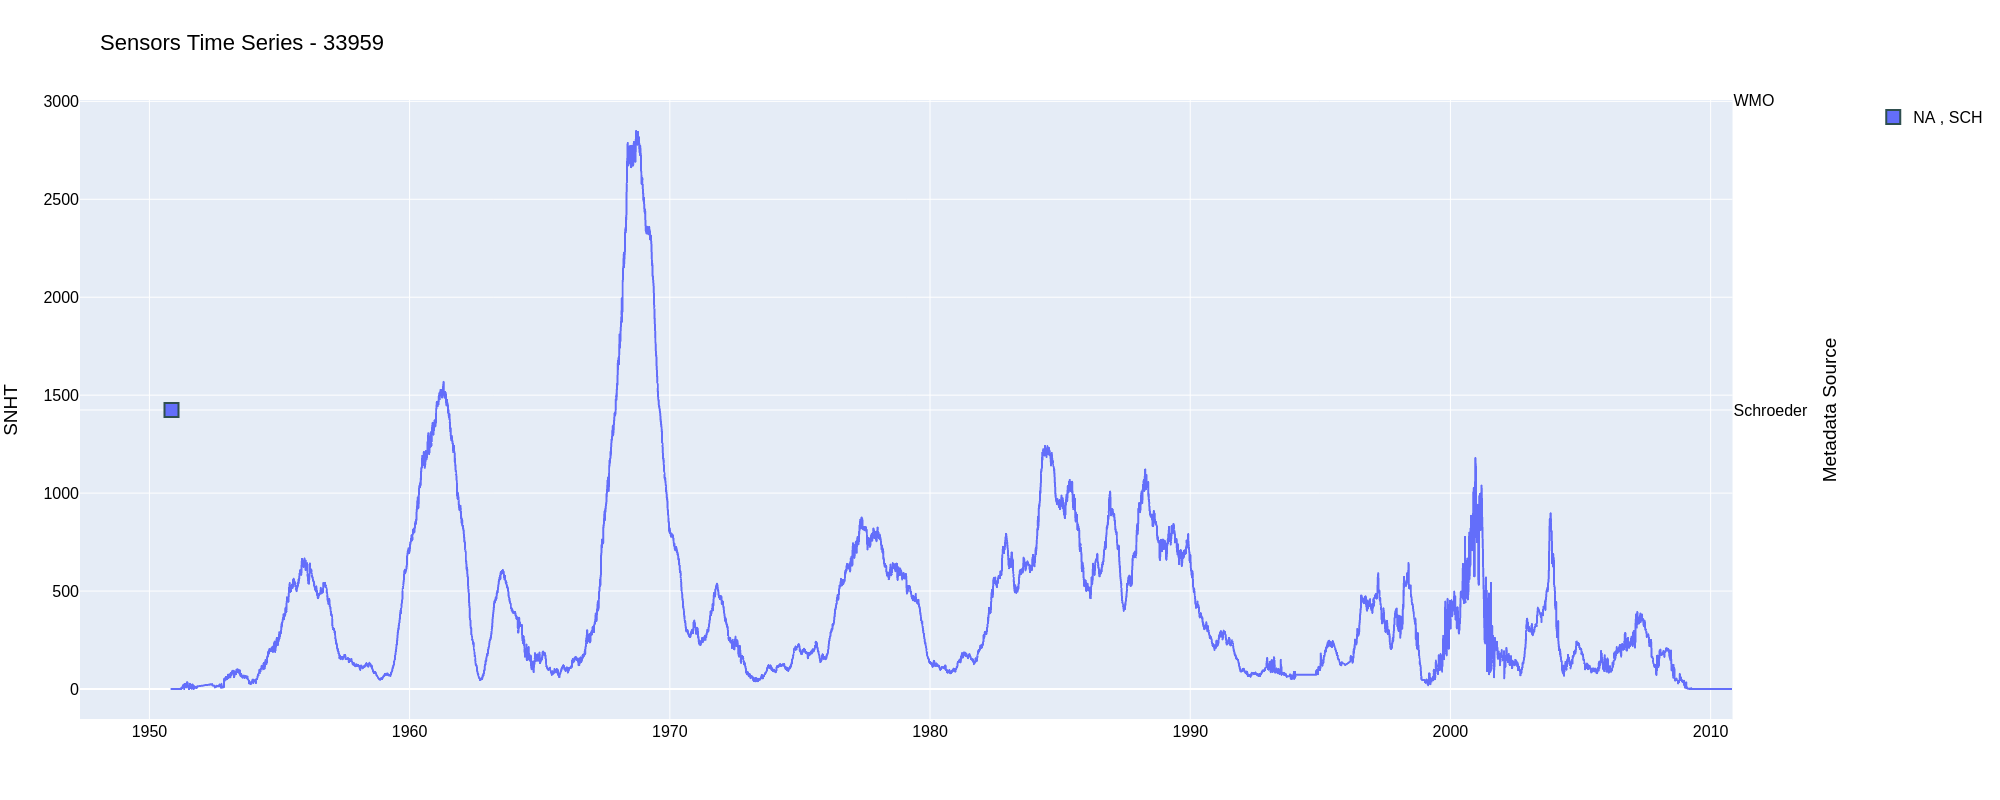 Sensors Time Series - 33959
3000
2500
2000
1500
1000
500
0
SNHT
1950
1960
1970
1980
1990
2000
2010
WMO
Schroeder
Metadata Source
NA , SCH